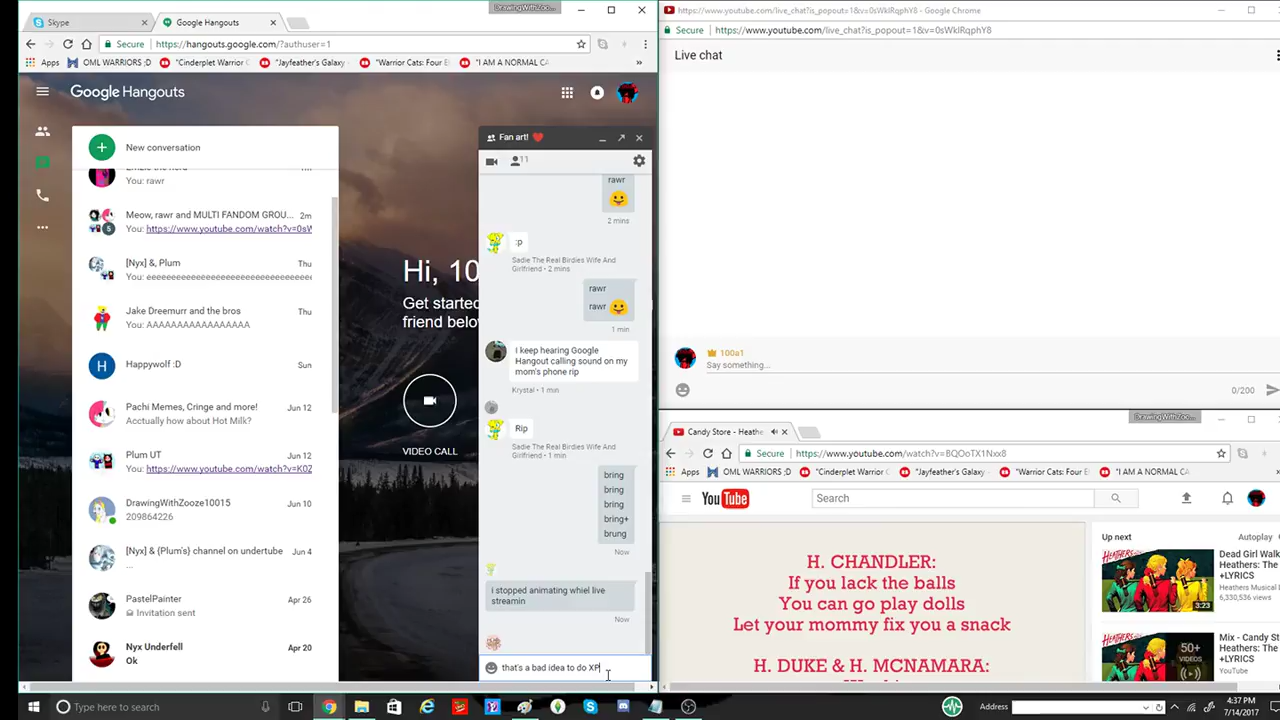 Skype
Google Hangouts
DrawingWithZoo...
Secure
https://hangouts.google.com/?authuser=1
Apps
OML WARRIORS ;D
"Cinderplet Warrior C
"Jayfeather's Galaxy
"Warrior Cats: Four E
"I AM A NORMAL CA
»
Google Hangouts
New conversation
You: rawr
Meow, rawr and MULTI FANDOM GROU...
2m
You: https://www.youtube.com/watch?v=0sW
5
[Nyx] &, Plum
Thu
You: eeeeeeeeeeeeeeeeeeeeeeeeeeeeeeee
Jake Dreemurr and the bros
Thu
You: AAAAAAAAAAAAAAAAA
H
Happywolf :D
Sun
Pachi Memes, Cringe and more!
Jun 12
Acctually how about Hot Milk?
Plum UT
Jun 12
You: https://www.youtube.com/watch?v=K0Z
DrawingWithZooze10015
Jun 10
209864226
[Nyx] & {Plum's} channel on undertube
Jun 4
...
PastelPainter
Apr 26
Invitation sent
Nyx Underfell
Apr 20
Ok
Hi, 10
Get started
friend belov
VIDEO CALL
Fan art!
11
rawr
2 mins
:p
Sadie The Real Birdies Wife And
Girlfriend • 2 mins
rawr
rawr
1 min
I keep hearing Google
Hangout calling sound on my
mom's phone rip
Krystal • 1 min
Rip
Sadie The Real Birdies Wife And
Girlfriend • 1 min
bring
bring
bring
bring+
brung
Now
I stopped animating whiel live
streamin
Now
that's a bad idea to do XP
https://www.youtube.com/live_chat?is_popout=1&v=0sWklRqphY8 - Google Chrome
Secure
https://www.youtube.com/live_chat?is_popout=1&v=0sWklRqphY8
Live chat
100a1
Say something...
0/200
DrawingWithZoo...
Candy Store - Heathe
Secure
https://www.youtube.com/watch?v=8QOoTX1Nxx8
Apps
OML WARRIORS ;D
"Cinderplet Warrior C
"Jayfeather's Galaxy
"Warrior Cats: Four E
"I AM A NORMAL CA
YouTube
Search
H. CHANDLER:
If you lack the balls
You can go play dolls
Let your mommy fix you a snack
H. DUKE & H. MCNAMARA:
Up next
Autoplay
Dead Girl Walk
Heathers: The
+LYRICS
Heathers Musical L
6,330,536 views
3:23
Mix - Candy St
Heathers: The
+LYRICS
YouTube
50+
VIDEOS
Type here to search
Address
4:37 PM
7/14/2017